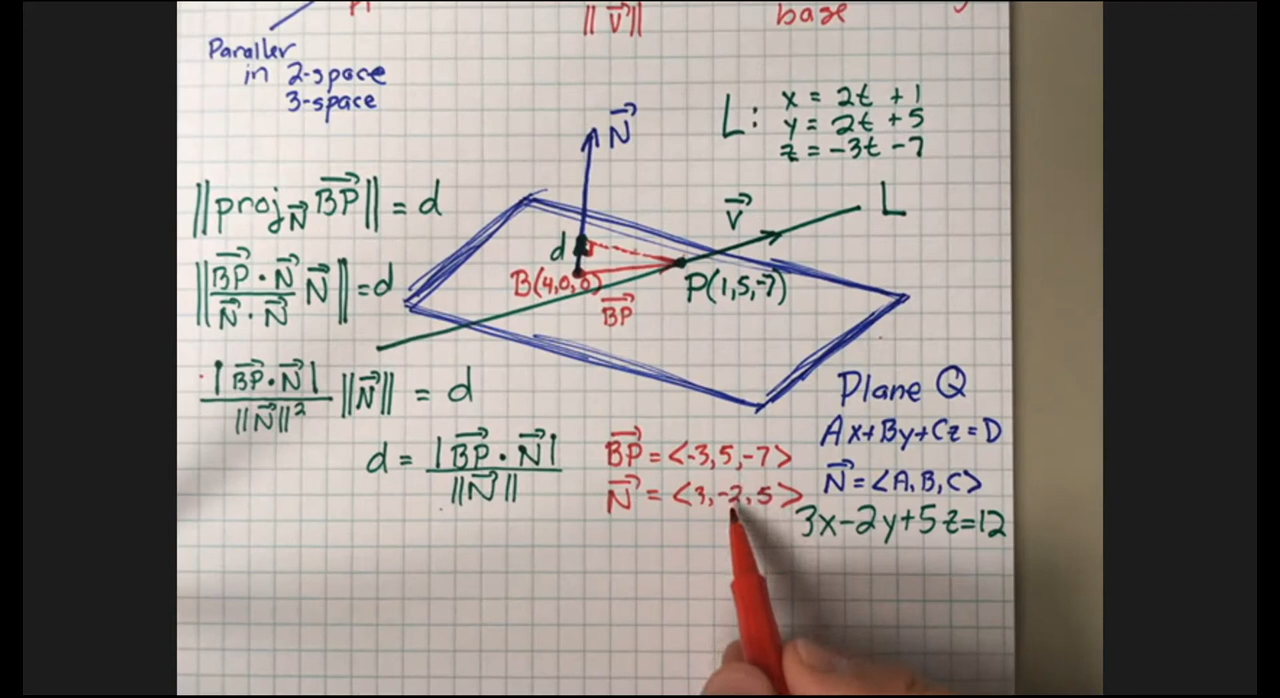 ‖V⃗‖
base
Parallel
in 2-space
3-space
L: x = 2t + 1
y = 2t + 5
z = -3t - 7
N⃗
‖proj_N⃗ BP⃗‖ = d
V⃗
L
d
B(4,0,0)
P(1,5,-7)
BP⃗
‖(BP⃗ · N⃗)/(N⃗ · N⃗) N⃗‖ = d
|BP⃗ · N⃗|/‖N⃗‖² ‖N⃗‖ = d
Plane Q
Ax+By+Cz=D
d = |BP⃗ · N⃗|/‖N⃗‖
BP⃗ = <-3,5,-7>
N⃗ = <A,B,C>
N⃗ = <3,-2,5>
3x-2y+5z=12